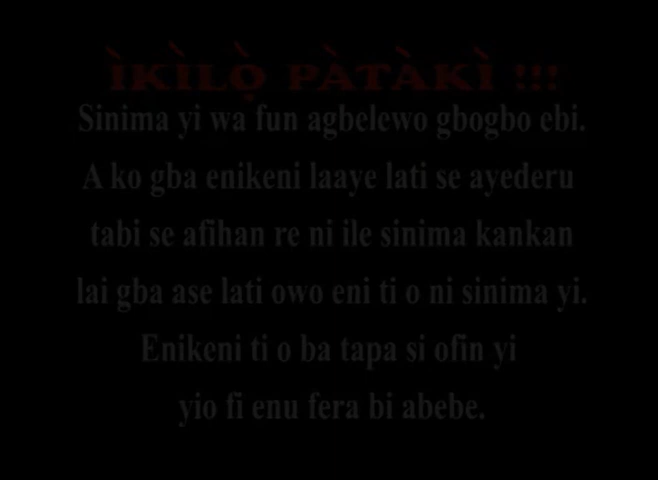 ÌKÌLỌ̀ PÀTÀKÌ !!!
Sinima yi wa fun agbelewo gbogbo ebi.
A ko gba enikeni laaye lati se ayederu
tabi se afihan re ni ile sinima kankan
lai gba ase lati owo eni ti o ni sinima yi.
Enikeni ti o ba tapa si ofin yi
yio fi enu fera bi abebe.